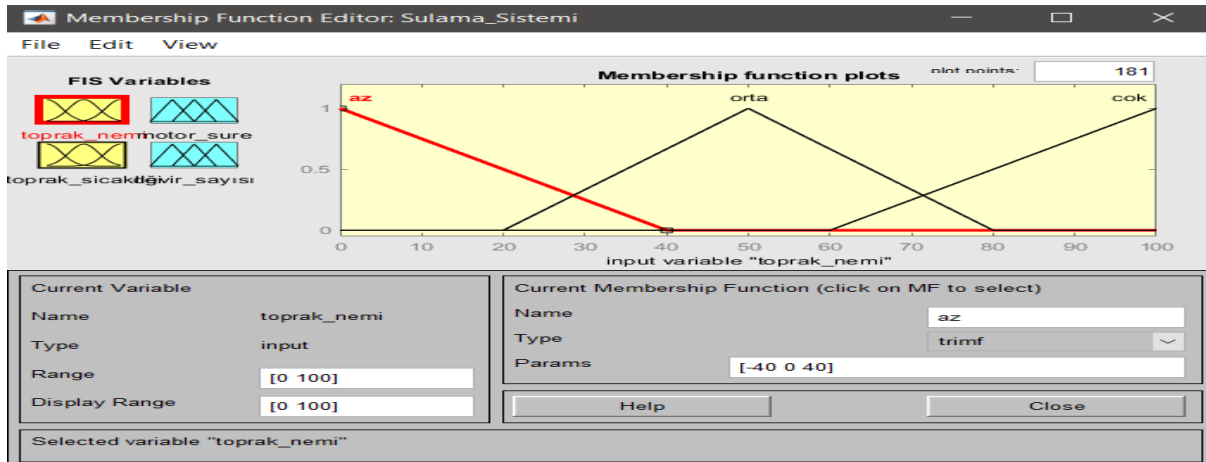 Membership Function Editor: Sulama_Sistemi
File Edit View
FIS Variables
toprak_nemi
motor_sure
toprak_sicakligi
devir_sayısı
Membership function plots
plot points:
181
az
orta
cok
1
0.5
0
0 10 20 30 40 50 60 70 80 90 100
input variable "toprak_nemi"
Current Variable
Name toprak_nemi
Type input
Range [0 100]
Display Range [0 100]
Current Membership Function (click on MF to select)
Name az
Type trimf
Params [-40 0 40]
Help Close
Selected variable "toprak_nemi"